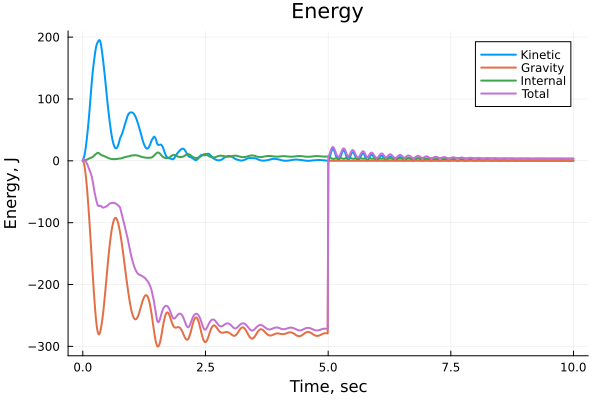 Energy
Energy, J
200
100
0
−100
−200
−300
Kinetic
Gravity
Internal
Total
0.0
2.5
5.0
7.5
10.0
Time, sec